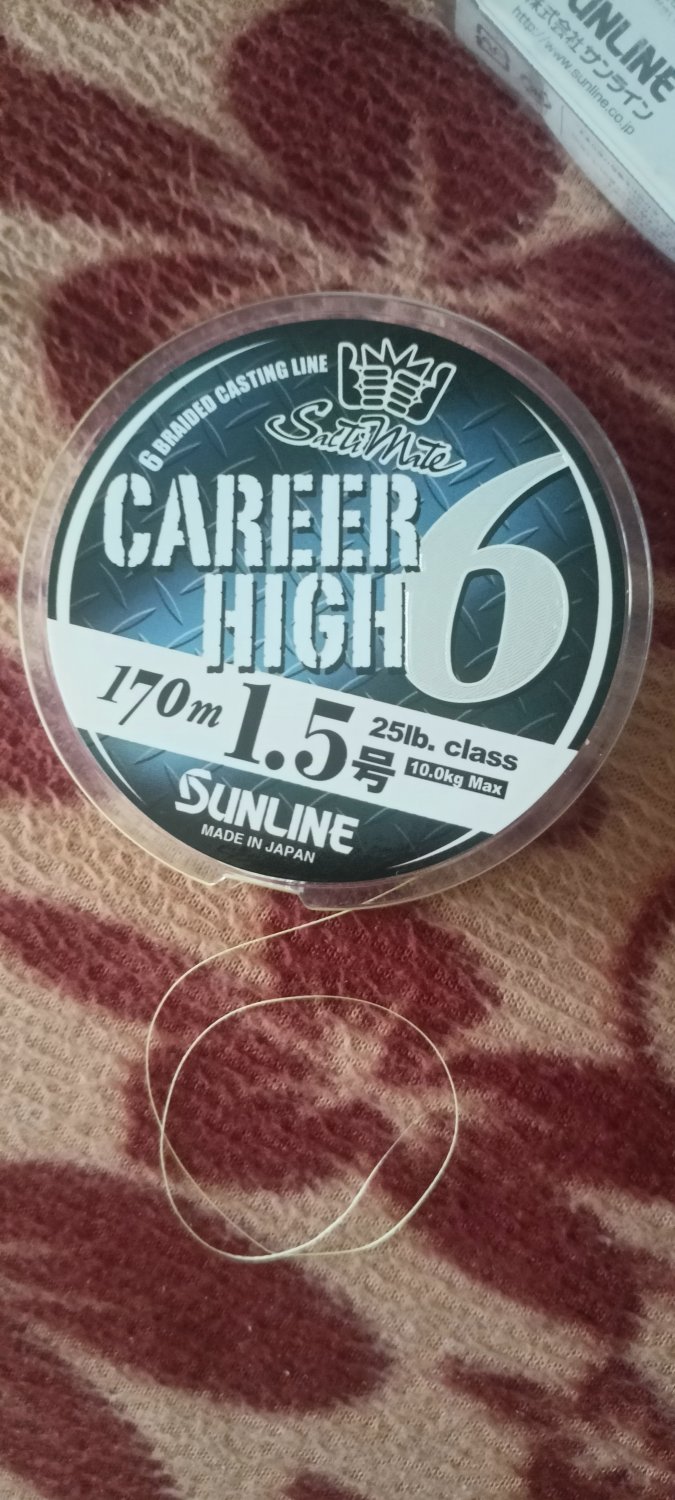 SUNLINE
株式会社 サンライン
http://www.sunline.co.jp
6 BRAIDED CASTING LINE
SaltiMate
CAREER
HIGH 6
170m 1.5号 25lb. class
10.0kg Max
SUNLINE
MADE IN JAPAN